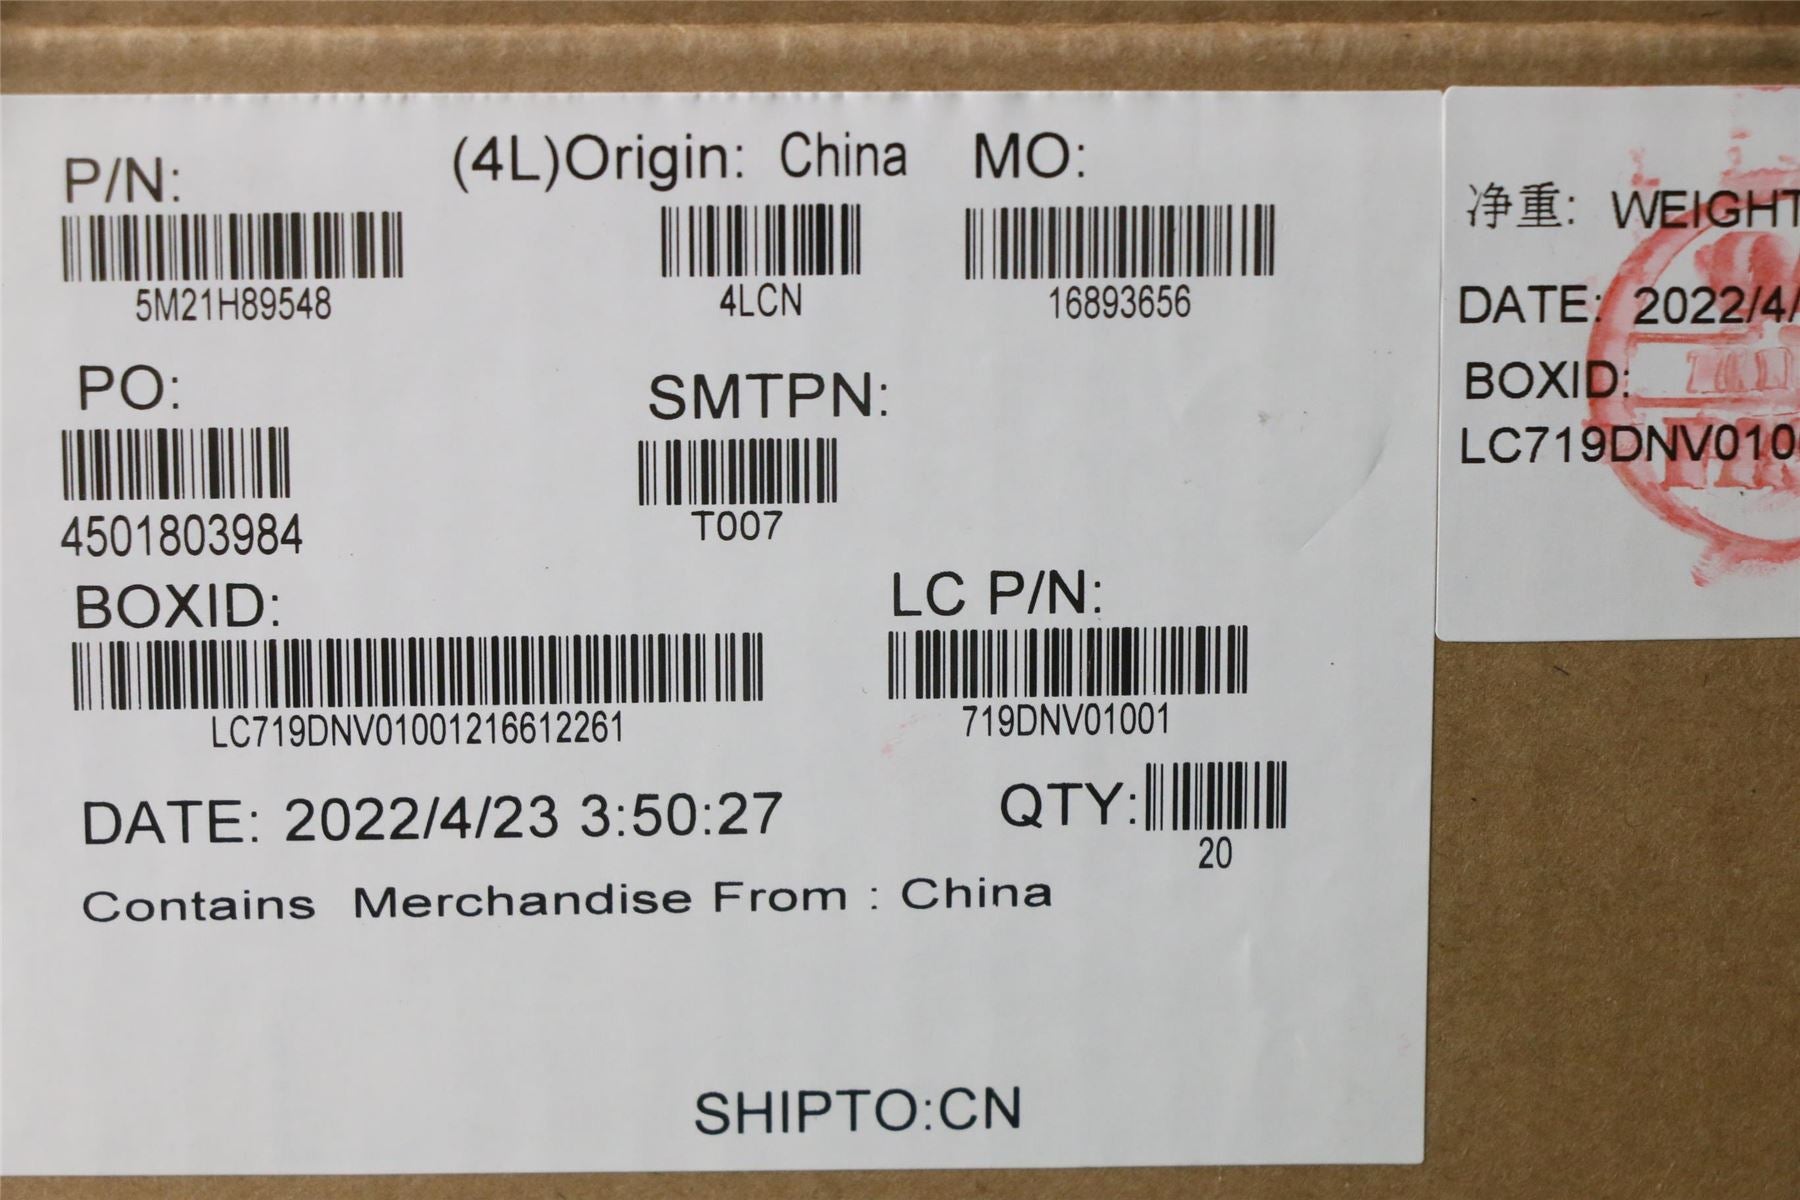 P/N:
(4L)Origin: China
MO:
5M21H89548
4LCN
16893656
PO:
SMTPN:
4501803984
T007
BOXID:
LC P/N:
LC719DNV01001216612261
719DNV01001
DATE: 2022/4/23 3:50:27
QTY:
20
Contains Merchandise From : China
SHIPTO:CN
净重: WEIGHT
DATE: 2022/4/
BOXID:
LC719DNV010